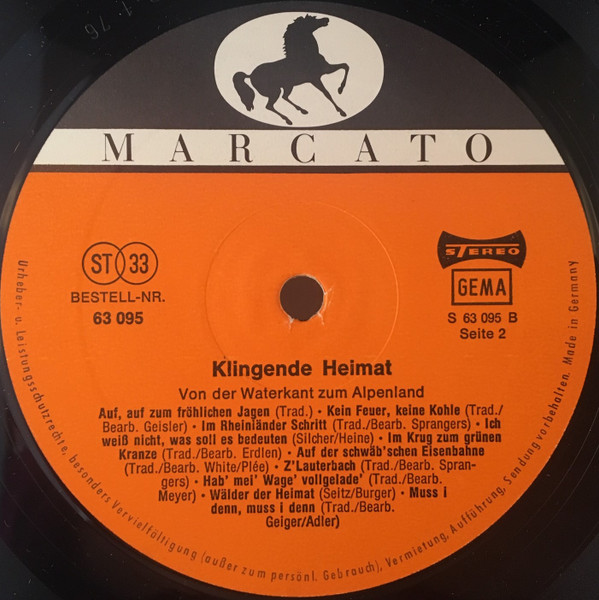 MARCATO
ST 33
BESTELL-NR.
63 095
STEREO
GEMA
S 63 095 B
Seite 2
Klingende Heimat
Von der Waterkant zum Alpenland
Auf, auf zum fröhlichen Jagen (Trad.) • Kein Feuer, keine Kohle (Trad./
Bearb. Geisler) • Im Rheinländer Schritt (Trad./Bearb. Sprangers) • Ich
weiß nicht, was soll es bedeuten (Silcher/Heine) • Im Krug zum grünen
Kranze (Trad./Bearb. Erdlen) • Auf der schwäb'schen Eisenbahne
(Trad./Bearb. White/Plée) • Z'Lauterbach (Trad./Bearb. Spran-
gers) • Hab' mei' Wage' vollgelade' (Trad./Bearb.
Meyer) • Wälder der Heimat (Seitz/Burger) • Muss i
denn, muss i denn (Trad./Bearb.
Geiger/Adler)
Urheber- u. Leistungsschutzrechte, besonders Vervielfältigung (außer zum persönl. Gebrauch), Vermietung, Aufführung, Sendung vorbehalten. Made in Germany